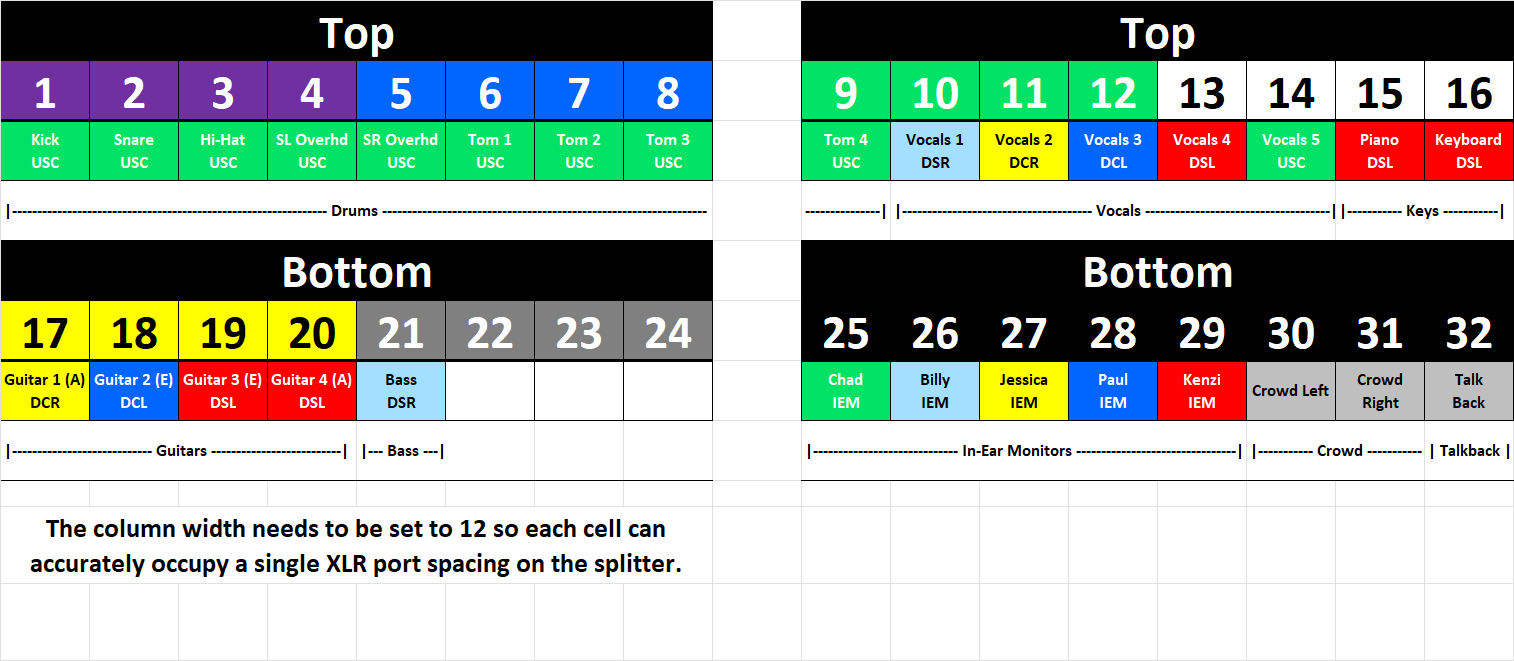 Top
1 2 3 4 5 6 7 8
Kick Snare Hi-Hat SL Overhd SR Overhd Tom 1 Tom 2 Tom 3
USC USC USC USC USC USC USC USC
|--------------------------------------------------------------- Drums -----------------------------------------------------------------
Top
9 10 11 12 13 14 15 16
Tom 4 Vocals 1 Vocals 2 Vocals 3 Vocals 4 Vocals 5 Piano Keyboard
USC DSR DCR DCL DSL USC DSL DSL
---------------| |-------------------------------------- Vocals -------------------------------------| |----------- Keys -----------|
Bottom
17 18 19 20 21 22 23 24
Guitar 1 (A) Guitar 2 (E) Guitar 3 (E) Guitar 4 (A) Bass
DCR DCL DSL DSL DSR
|---------------------------- Guitars --------------------------| |--- Bass ---|
Bottom
25 26 27 28 29 30 31 32
Chad Billy Jessica Paul Kenzi Crowd Left Crowd Talk
IEM IEM IEM IEM IEM Right Back
|----------------------------- In-Ear Monitors --------------------------------| |----------- Crowd ----------- | Talkback |
The column width needs to be set to 12 so each cell can
accurately occupy a single XLR port spacing on the splitter.